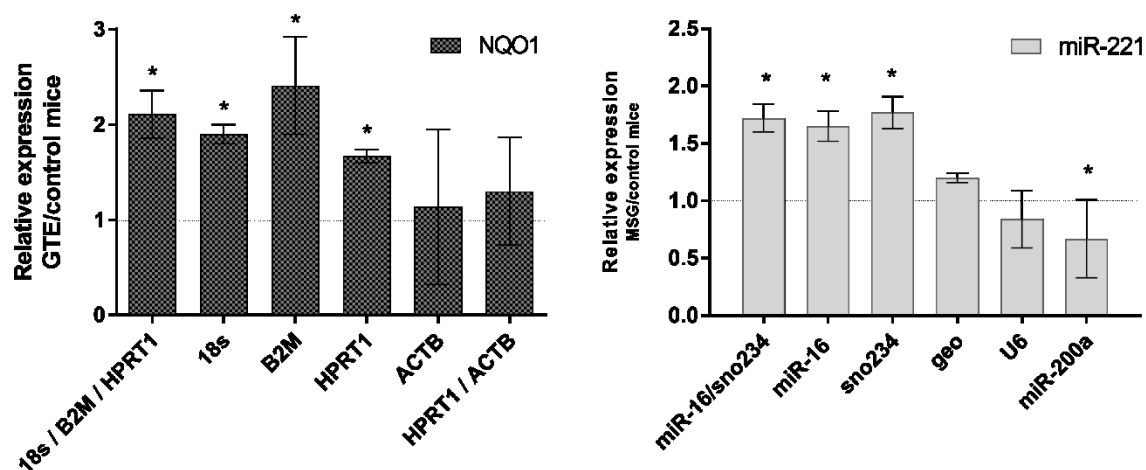 Relative expression
GTE/control mice
3
2
1
0
*
*
*
*
NQO1
18s / B2M / HPRT1
18s
B2M
HPRT1
ACTB
HPRT1 / ACTB
Relative expression
MSG/control mice
2.5
2.0
1.5
1.0
0.5
0.0
*
*
*
*
miR-221
miR-16/sno234
miR-16
sno234
geo
U6
miR-200a